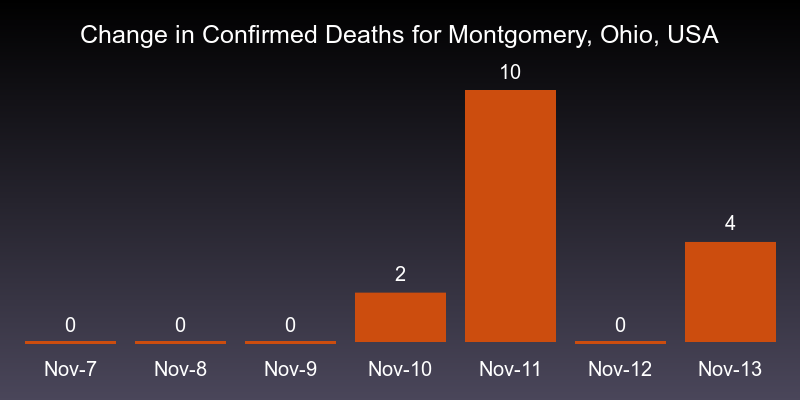 Change in Confirmed Deaths for Montgomery, Ohio, USA
10
4
2
0 0 0 0
Nov-7 Nov-8 Nov-9 Nov-10 Nov-11 Nov-12 Nov-13